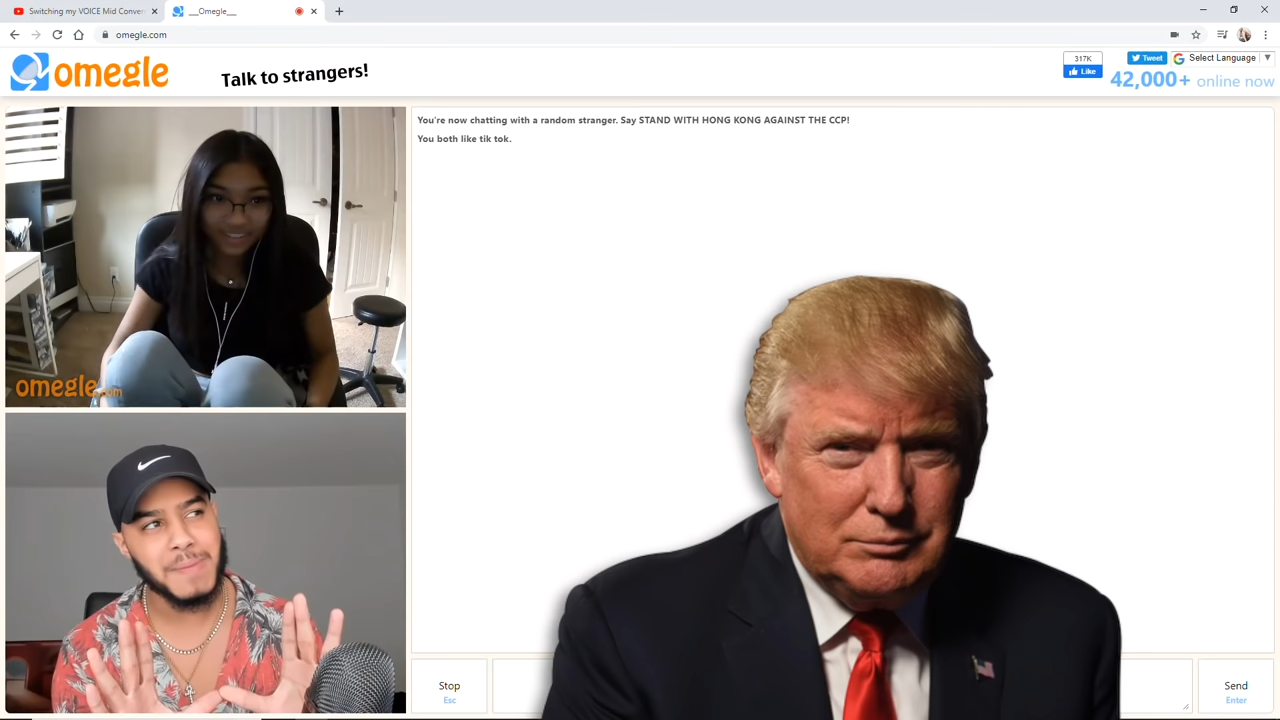 Switching my VOICE Mid Conver
__Omegle__
omegle.com
omegle
Talk to strangers!
317K
Like
Tweet
Select Language
42,000+ online now
You're now chatting with a random stranger. Say STAND WITH HONG KONG AGAINST THE CCP!
You both like tik tok.
omegle.com
Stop
Esc
Send
Enter